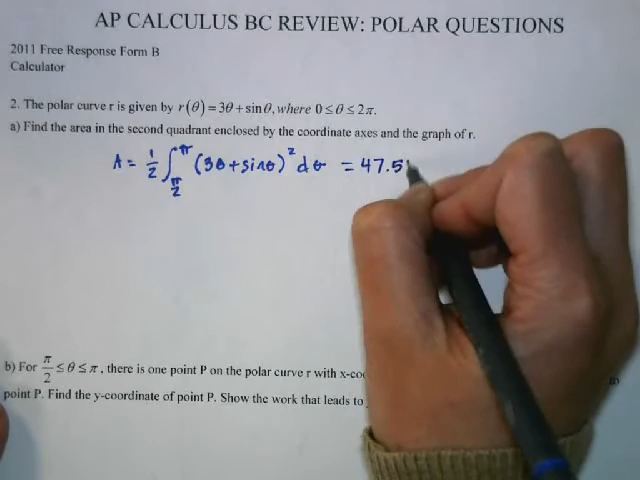 AP CALCULUS BC REVIEW: POLAR QUESTIONS
2011 Free Response Form B
Calculator
2. The polar curve r is given by r(θ) = 3θ + sin θ, where 0 ≤ θ ≤ 2π.
a) Find the area in the second quadrant enclosed by the coordinate axes and the graph of r.
A = 1/2 ∫_{π/2}^{π} (3θ + sinθ)² dθ = 47.5
b) For π/2 ≤ θ ≤ π, there is one point P on the polar curve r with x-co
point P. Find the y-coordinate of point P. Show the work that leads to